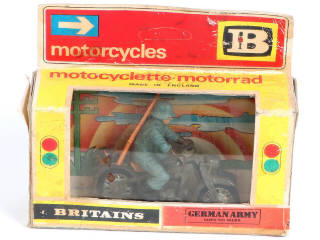 motorcycles
B
motocyclette·motorrad
MADE IN ENGLAND
BRITAINS
GERMAN ARMY